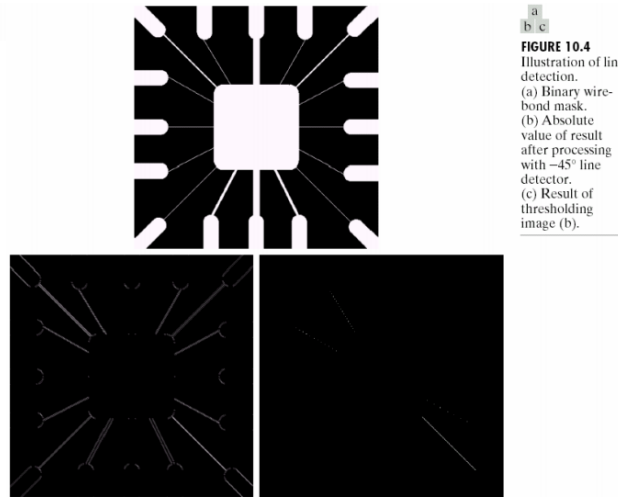 a
b c
FIGURE 10.4
Illustration of lin
detection.
(a) Binary wire-
bond mask.
(b) Absolute
value of result
after processing
with −45° line
detector.
(c) Result of
thresholding
image (b).